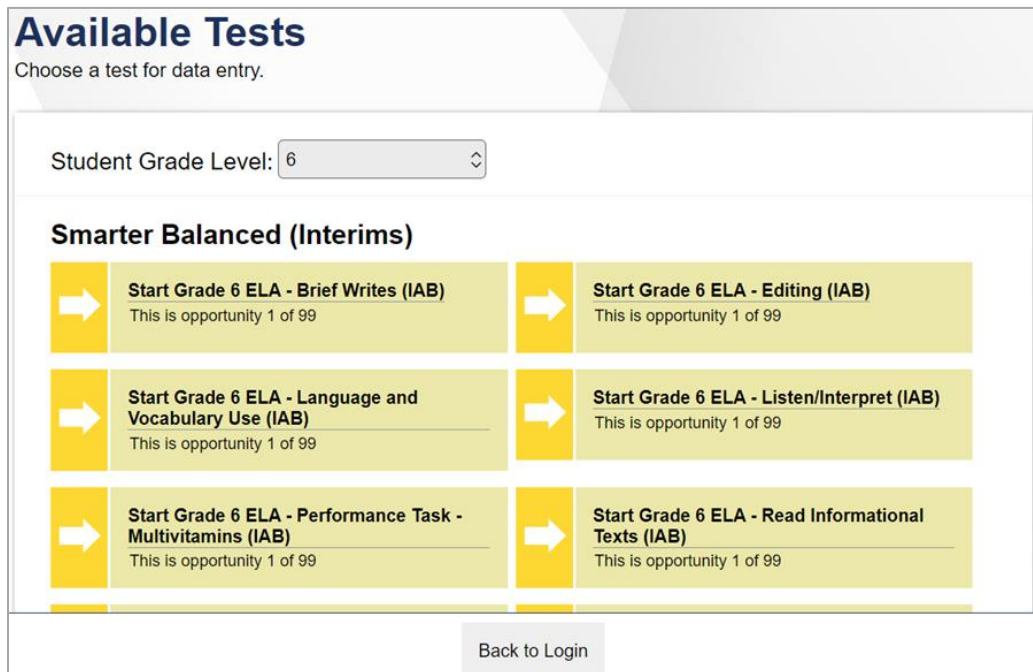 Available Tests
Choose a test for data entry.
Student Grade Level: 6
Smarter Balanced (Interims)
Start Grade 6 ELA - Brief Writes (IAB)
This is opportunity 1 of 99
Start Grade 6 ELA - Editing (IAB)
This is opportunity 1 of 99
Start Grade 6 ELA - Language and
Vocabulary Use (IAB)
This is opportunity 1 of 99
Start Grade 6 ELA - Listen/Interpret (IAB)
This is opportunity 1 of 99
Start Grade 6 ELA - Performance Task -
Multivitamins (IAB)
This is opportunity 1 of 99
Start Grade 6 ELA - Read Informational
Texts (IAB)
This is opportunity 1 of 99
Back to Login